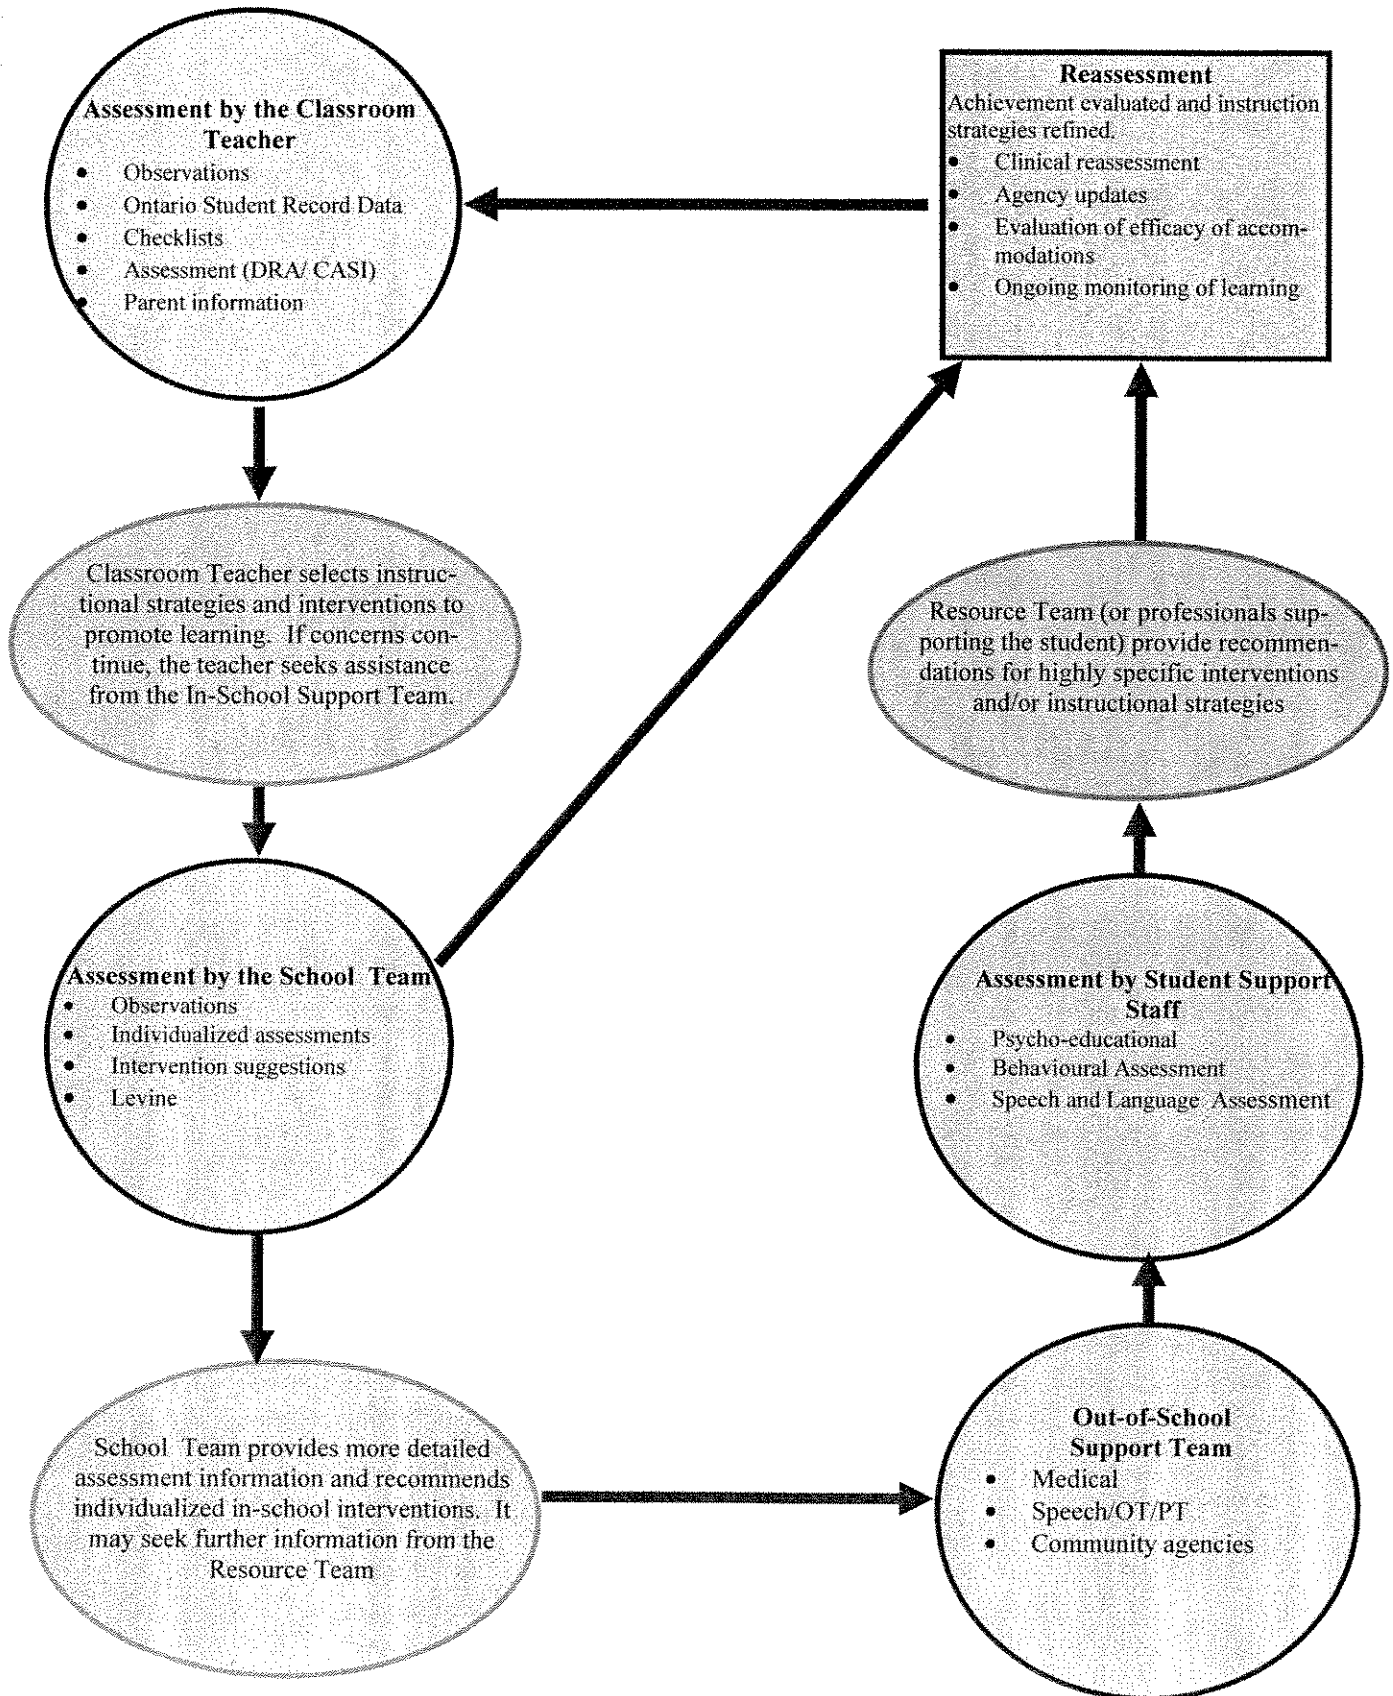 Assessment by the Classroom
Teacher
• Observations
• Ontario Student Record Data
• Checklists
• Assessment (DRA/ CASI)
• Parent information
Classroom Teacher selects instruc-
tional strategies and interventions to
promote learning. If concerns con-
tinue, the teacher seeks assistance
from the In-School Support Team.
Assessment by the School Team
• Observations
• Individualized assessments
• Intervention suggestions
• Levine
School Team provides more detailed
assessment information and recommends
individualized in-school interventions. It
may seek further information from the
Resource Team
Out-of-School
Support Team
• Medical
• Speech/OT/PT
• Community agencies
Assessment by Student Support
Staff
• Psycho-educational
• Behavioural Assessment
• Speech and Language Assessment
Resource Team (or professionals sup-
porting the student) provide recommen-
dations for highly specific interventions
and/or instructional strategies
Reassessment
Achievement evaluated and instruction
strategies refined.
• Clinical reassessment
• Agency updates
• Evaluation of efficacy of accom-
modations
• Ongoing monitoring of learning